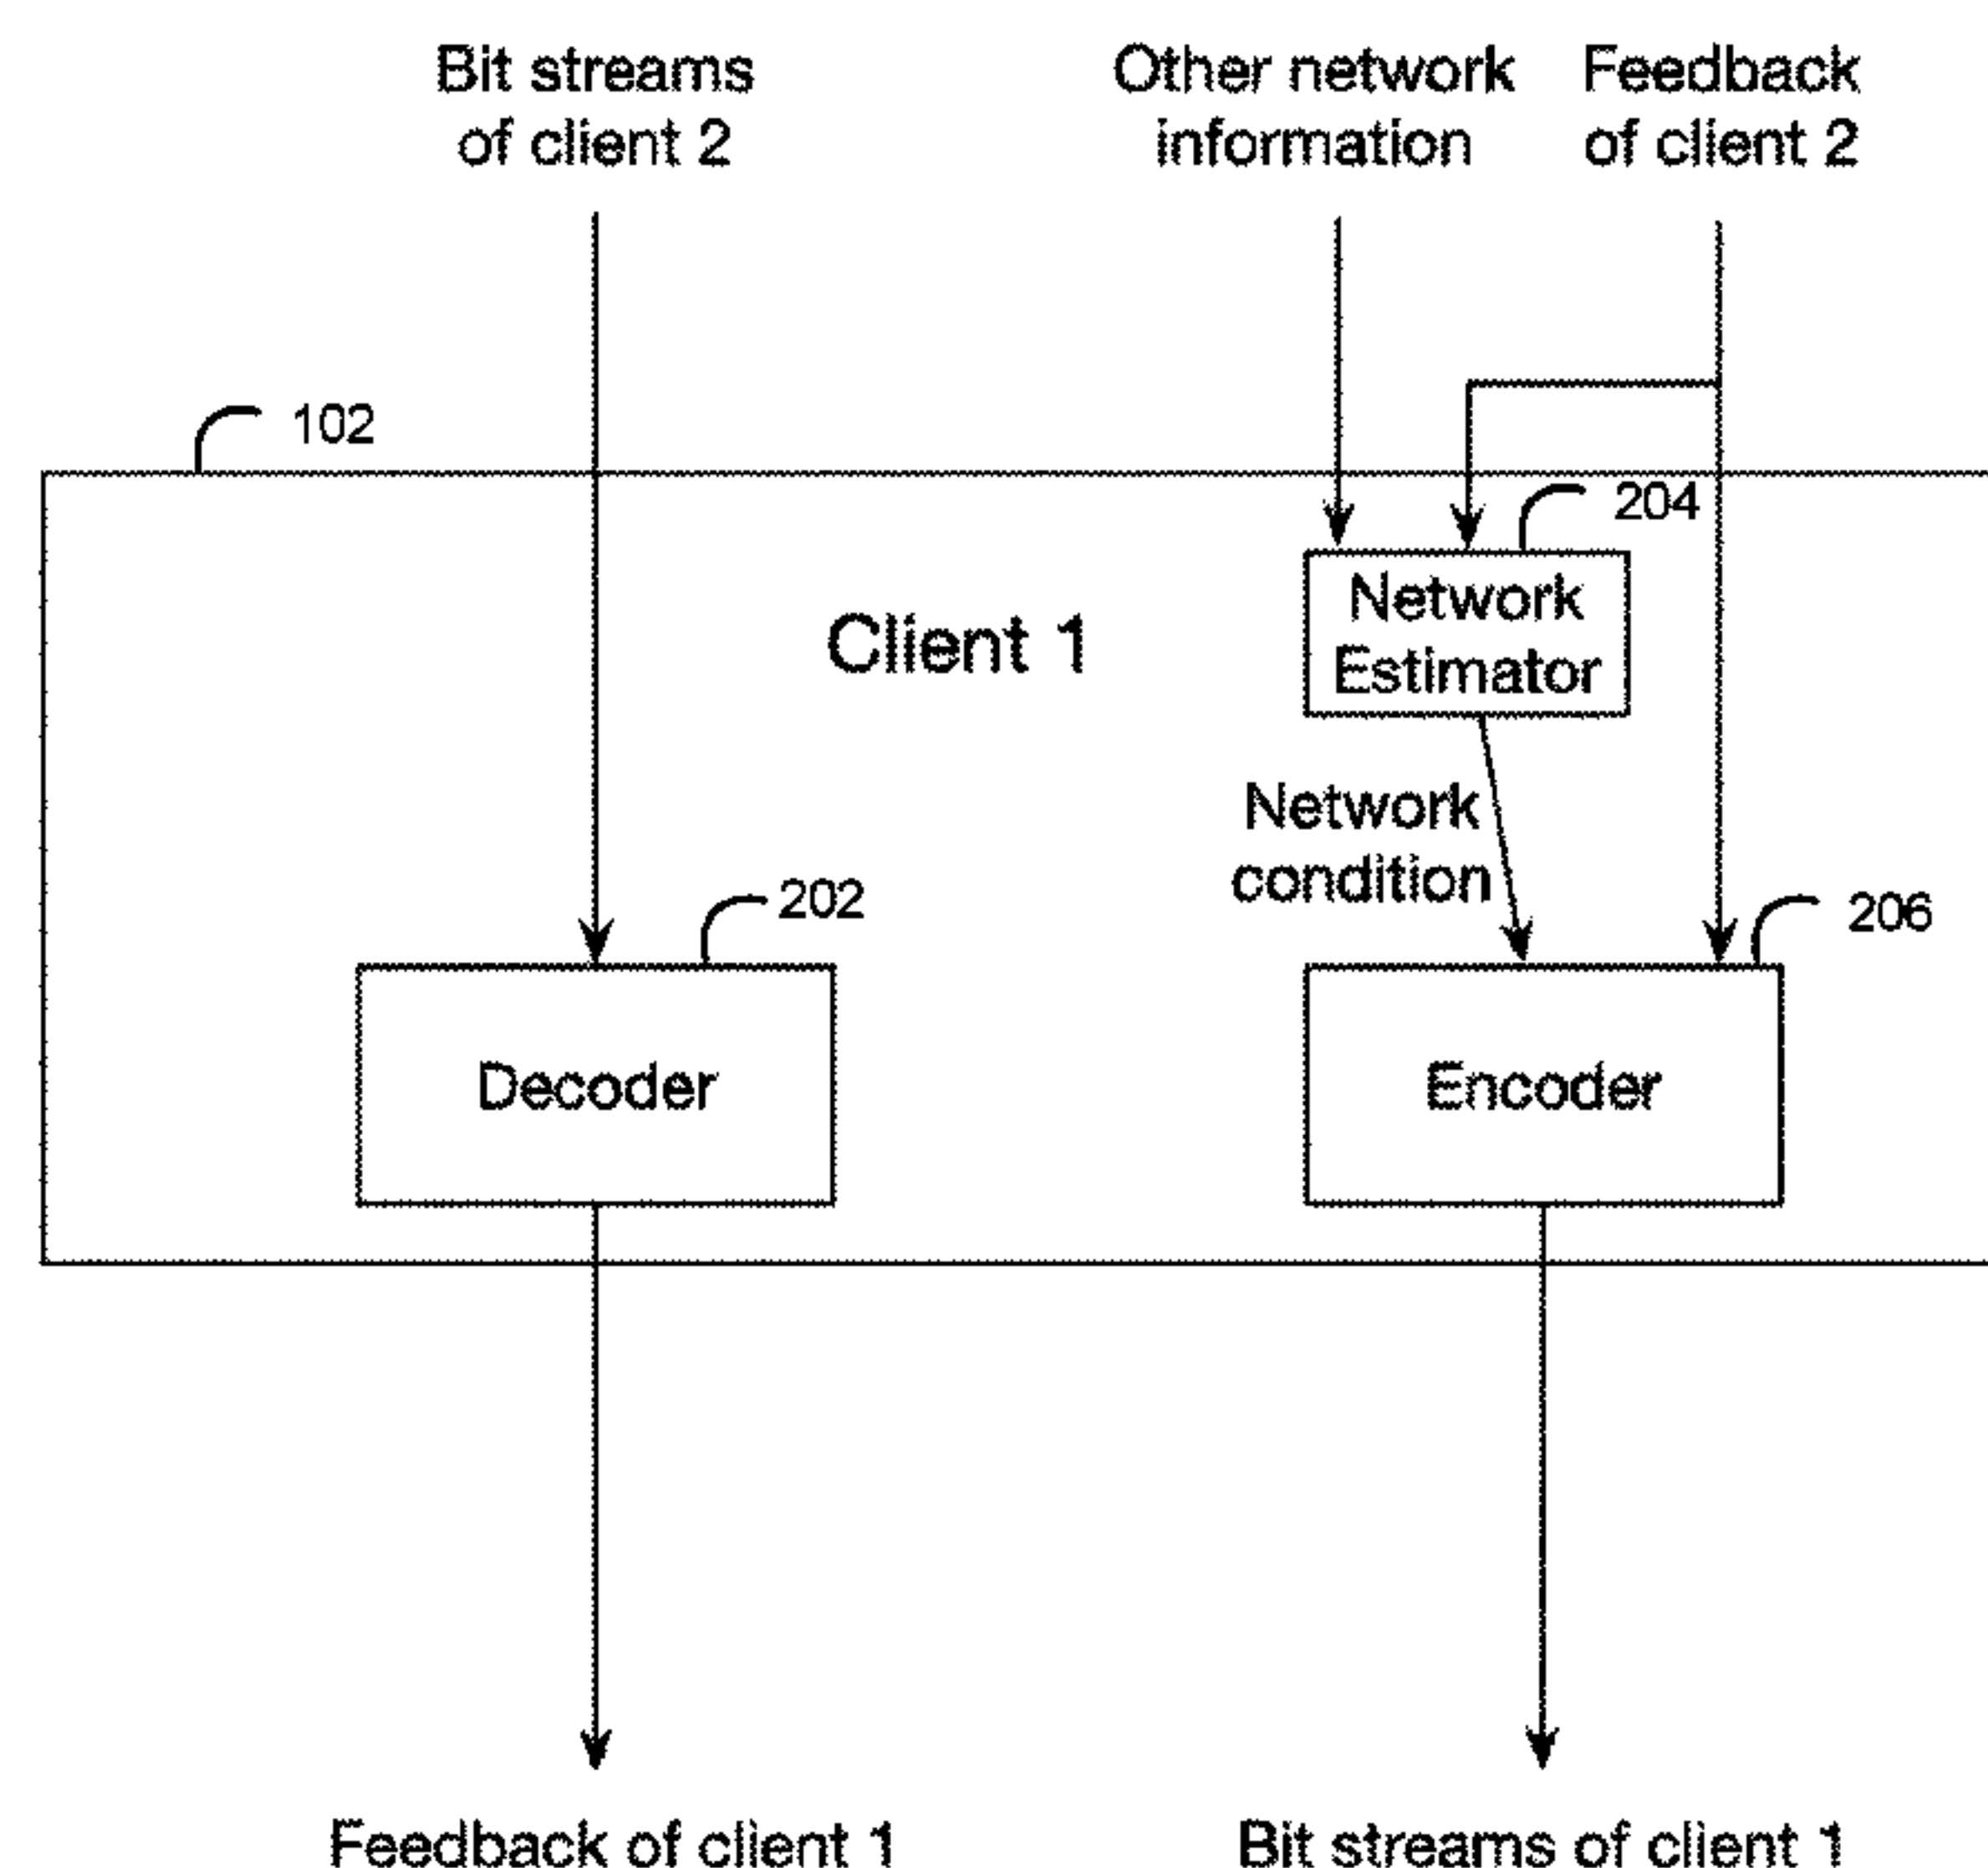 Bit streams
of client 2
Other network
information
Feedback
of client 2
102
204
Network
Estimator
Client 1
Network
condition
202
206
Decoder
Encoder
Feedback of client 1
Bit streams of client 1